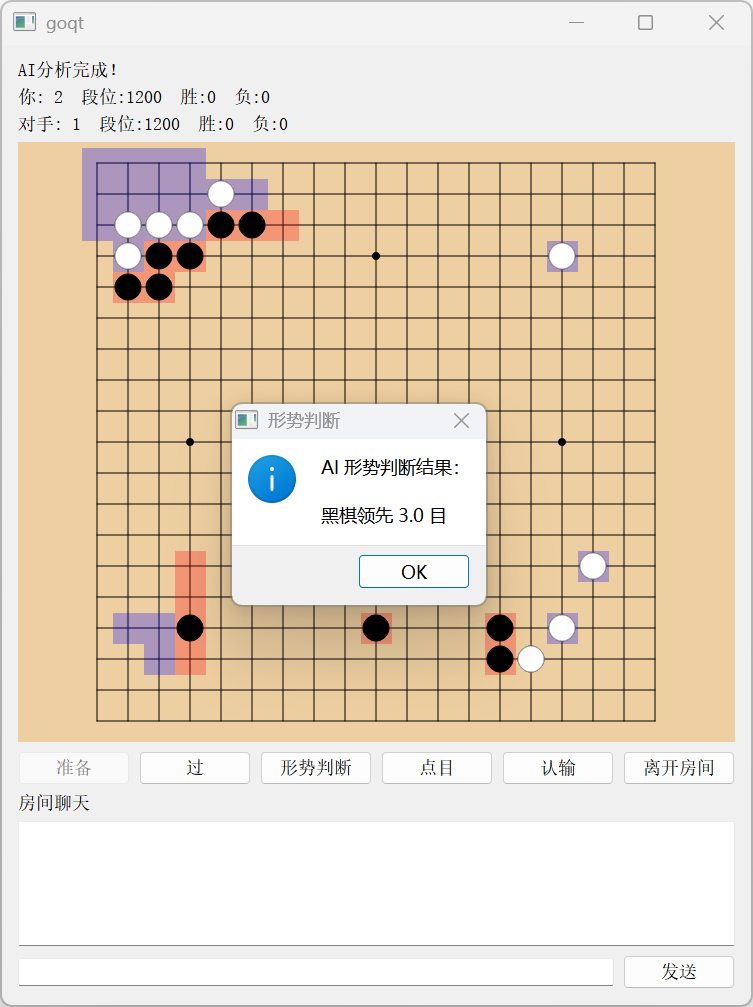 goqt
AI分析完成!
你: 2 段位:1200 胜:0 负:0
对手: 1 段位:1200 胜:0 负:0
形势判断
AI 形势判断结果:
黑棋领先 3.0 目
OK
准备 过 形势判断 点目 认输 离开房间
房间聊天
发送